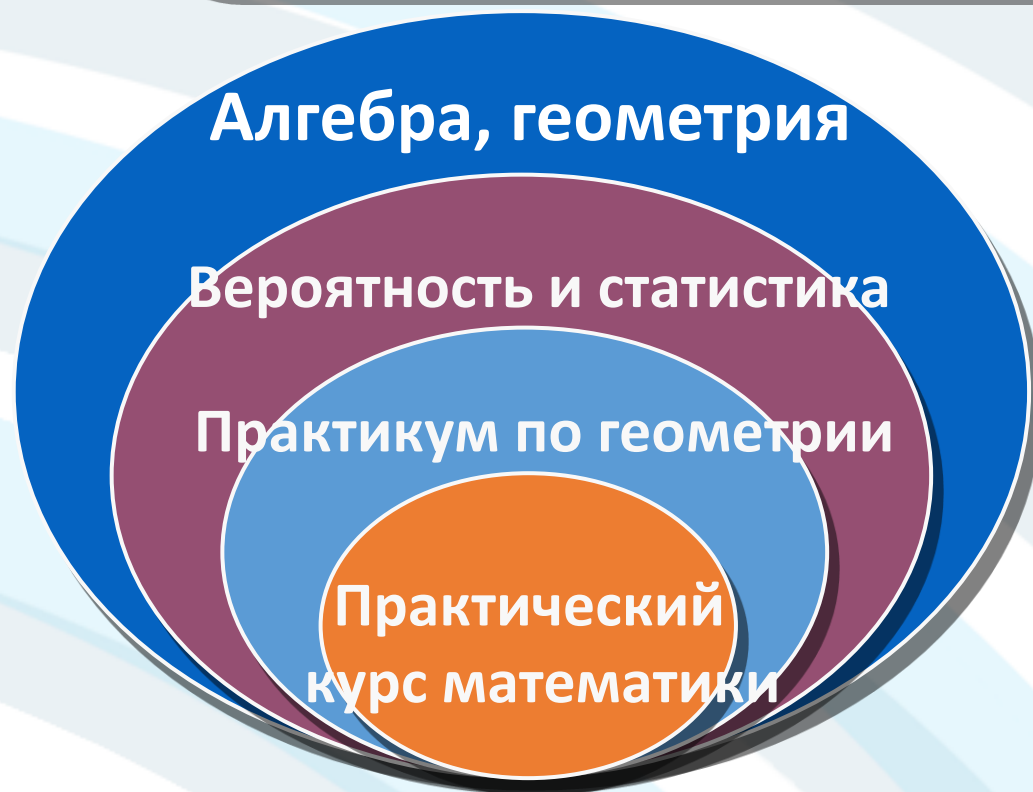 Алгебра, геометрия
Вероятность и статистика
Практикум по геометрии
Практический
курс математики